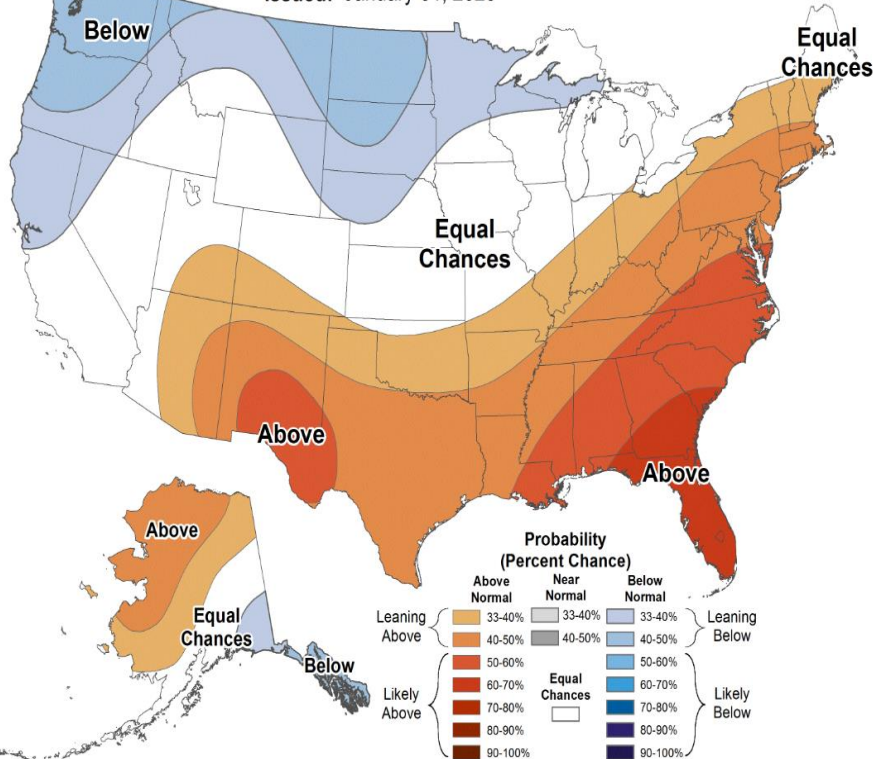 Below
Equal
Chances
Equal
Chances
Above
Above
Above
Equal
Chances
Below
Probability
(Percent Chance)
Above
Normal
Near
Normal
Below
Normal
Leaning
Above
33-40%
33-40%
33-40%
Leaning
Below
40-50%
40-50%
40-50%
50-60%
50-60%
Equal
Chances
60-70%
60-70%
Likely
Above
70-80%
70-80%
Likely
Below
80-90%
80-90%
90-100%
90-100%